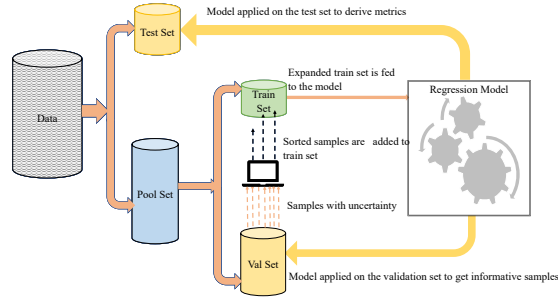 Model applied on the test set to derive metrics
Test Set
Data
Pool Set
Train
Set
Expanded train set is fed
to the model
Regression Model
Sorted samples are added to
train set
Samples with uncertainty
Val Set
Model applied on the validation set to get informative samples